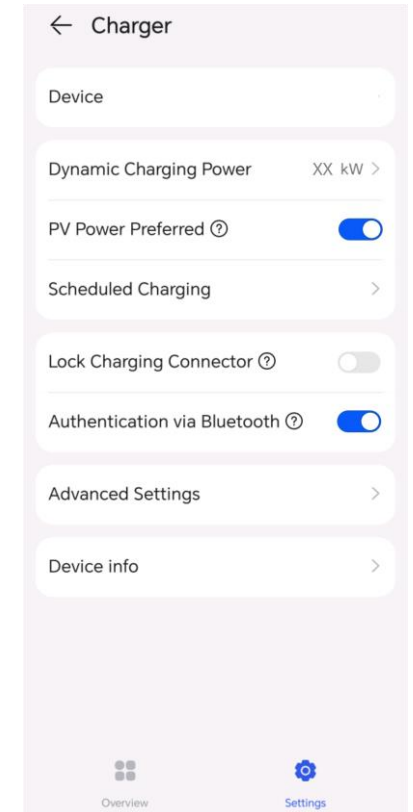 Charger
Device
Dynamic Charging Power XX kW
PV Power Preferred
Scheduled Charging
Lock Charging Connector
Authentication via Bluetooth
Advanced Settings
Device info
Overview Settings